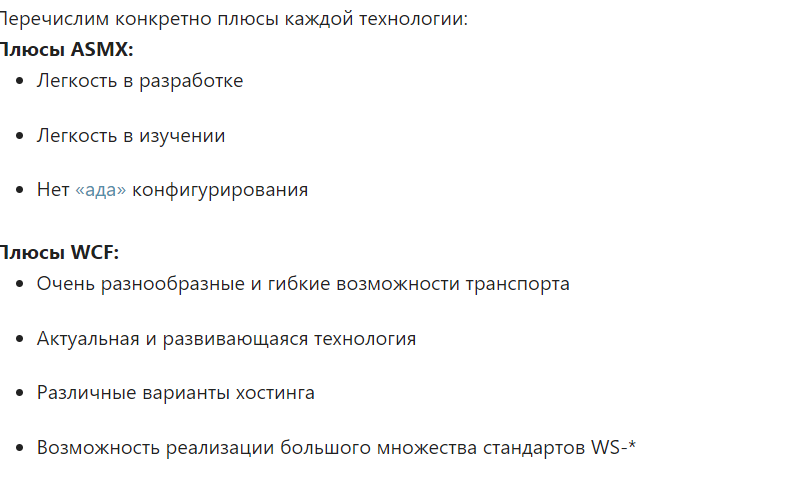 Перечислим конкретно плюсы каждой технологии:
Плюсы ASMX:
• Легкость в разработке
• Легкость в изучении
• Нет «ада» конфигурирования
Плюсы WCF:
• Очень разнообразные и гибкие возможности транспорта
• Актуальная и развивающаяся технология
• Различные варианты хостинга
• Возможность реализации большого множества стандартов WS-*